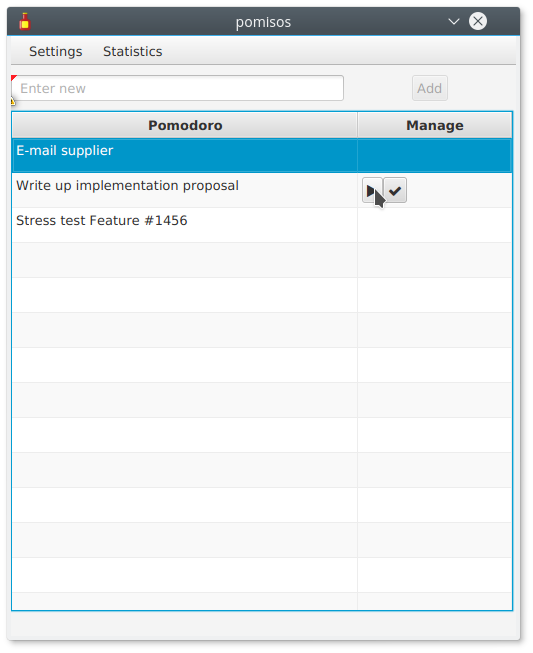 pomisos
Settings Statistics
Enter new Add
Pomodoro Manage
E-mail supplier
Write up implementation proposal
Stress test Feature #1456